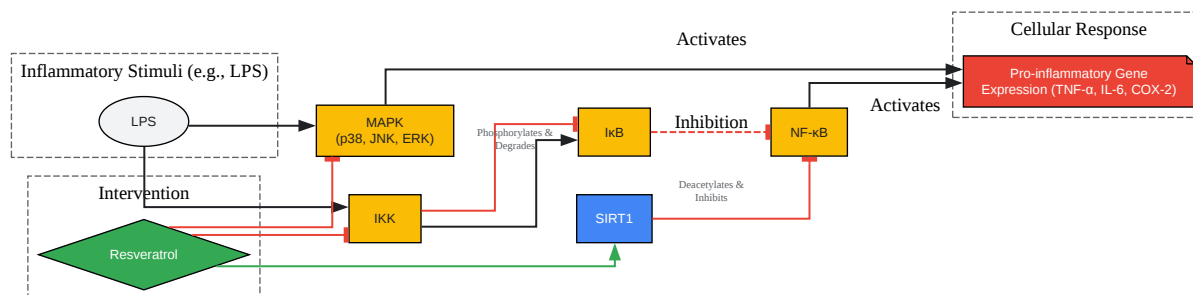 Cellular Response
Activates
Inflammatory Stimuli (e.g., LPS)
Pro-inflammatory Gene
Expression (TNF-α, IL-6, COX-2)
Activates
LPS
MAPK
(p38, JNK, ERK)
Phosphorylates &
Degrades
IκB
Inhibition
NF-κB
Intervention
Deacetylates &
Inhibits
IKK
SIRT1
Resveratrol